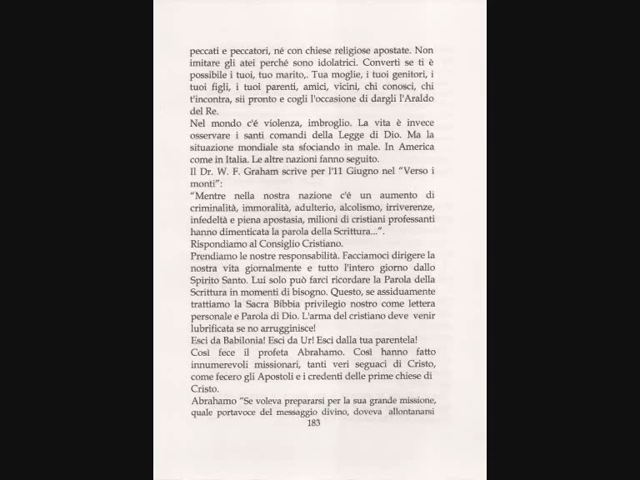 peccati e peccatori, né con chiese religiose apostate. Non
imitare gli atei perché sono idolatrici. Converti se ti è
possibile i tuoi, tuo marito,. Tua moglie, i tuoi genitori, i
tuoi figli, i tuoi parenti, amici, vicini, chi conosci, chi
t'incontra, sii pronto e cogli l'occasione di dargli l'Araldo
del Re.
Nel mondo c'é violenza, imbroglio. La vita è invece
osservare i santi comandi della Legge di Dio. Ma la
situazione mondiale sta sfociando in male. In America
come in Italia. Le altre nazioni fanno seguito.
Il Dr. W. F. Graham scrive per l'11 Giugno nel "Verso i
monti":
"Mentre nella nostra nazione c'é un aumento di
criminalità, immoralità, adulterio, alcolismo, irriverenze,
infedeltà e piena apostasia, milioni di cristiani professanti
hanno dimenticata la parola della Scrittura...".
Rispondiamo al Consiglio Cristiano.
Prendiamo le nostre responsabilità. Facciamoci dirigere la
nostra vita giornalmente e tutto l'intero giorno dallo
Spirito Santo. Lui solo può farci ricordare la Parola della
Scrittura in momenti di bisogno. Questo, se assiduamente
trattiamo la Sacra Bibbia privilegio nostro come lettera
personale e Parola di Dio. L'arma del cristiano deve venir
lubrificata se no arrugginisce!
Esci da Babilonia! Esci da Ur! Esci dalla tua parentela!
Così fece il profeta Abrahamo. Così hanno fatto
innumerevoli missionari, tanti veri seguaci di Cristo,
come fecero gli Apostoli e i credenti delle prime chiese di
Cristo.
Abrahamo "Se voleva prepararsi per la sua grande missione,
quale portavoce del messaggio divino, doveva allontanarsi
183